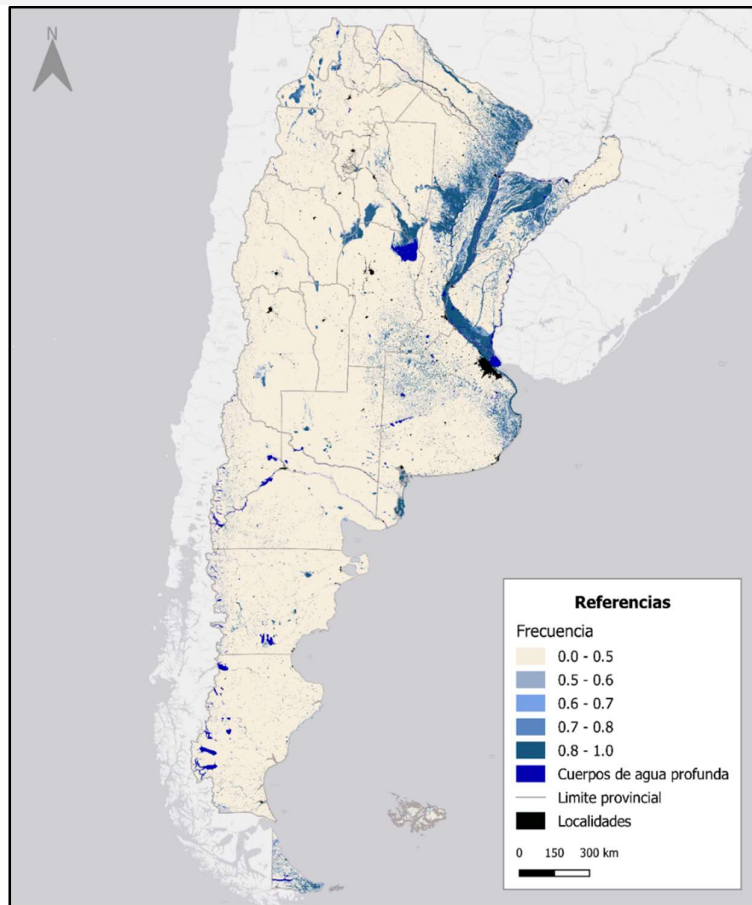 N
Referencias
Frecuencia
0.0 - 0.5
0.5 - 0.6
0.6 - 0.7
0.7 - 0.8
0.8 - 1.0
Cuerpos de agua profunda
Limite provincial
Localidades
0 150 300 km